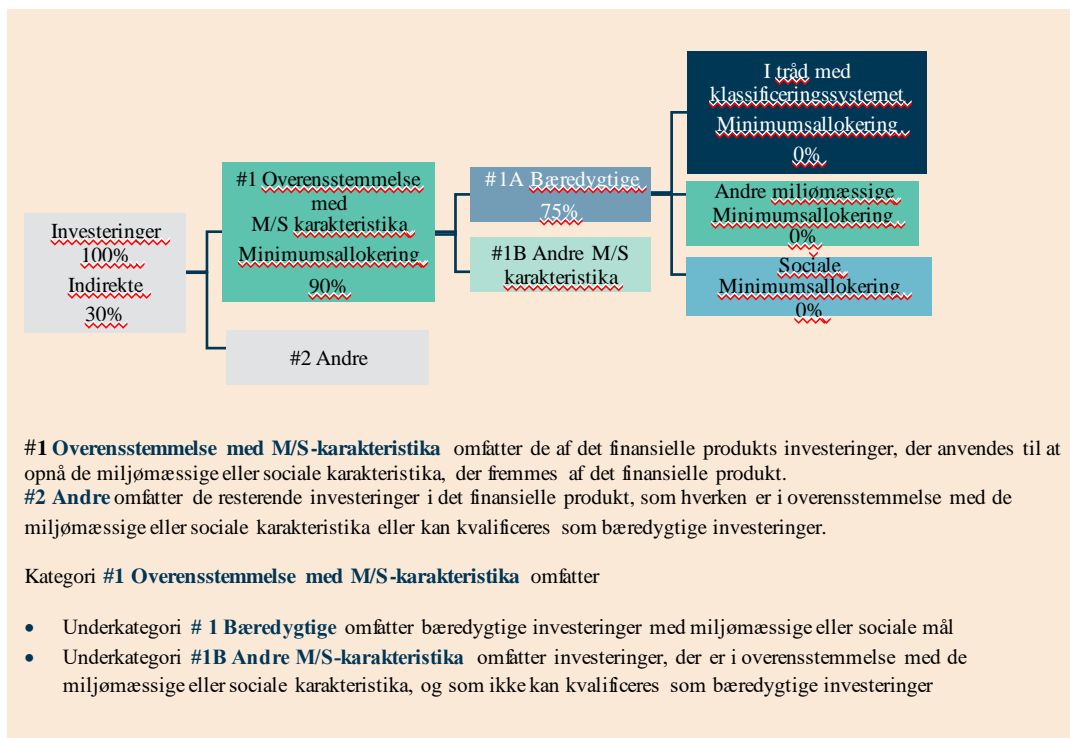 Investeringer
100%
Indirekte
30%
#1 Overensstemmelse
med
M/S karakteristika
Minimumsallokering
90%
#2 Andre
#1A Bæredygtige
75%
#1B Andre M/S
karakteristika
I tråd med
klassificeringssystemet
Minimumsallokering
0%
Andre miljømæssige
Minimumsallokering
0%
Sociale
Minimumsallokering
0%
#1 Overensstemmelse med M/S-karakteristika omfatter de af det finansielle produkts investeringer, der anvendes til at
opnå de miljømæssige eller sociale karakteristika, der fremmes af det finansielle produkt.
#2 Andre omfatter de resterende investeringer i det finansielle produkt, som hverken er i overensstemmelse med de
miljømæssige eller sociale karakteristika eller kan kvalificeres som bæredygtige investeringer.
Kategori #1 Overensstemmelse med M/S-karakteristika omfatter
• Underkategori # 1 Bæredygtige omfatter bæredygtige investeringer med miljømæssige eller sociale mål
• Underkategori #1B Andre M/S-karakteristika omfatter investeringer, der er i overensstemmelse med de
miljømæssige eller sociale karakteristika, og som ikke kan kvalificeres som bæredygtige investeringer